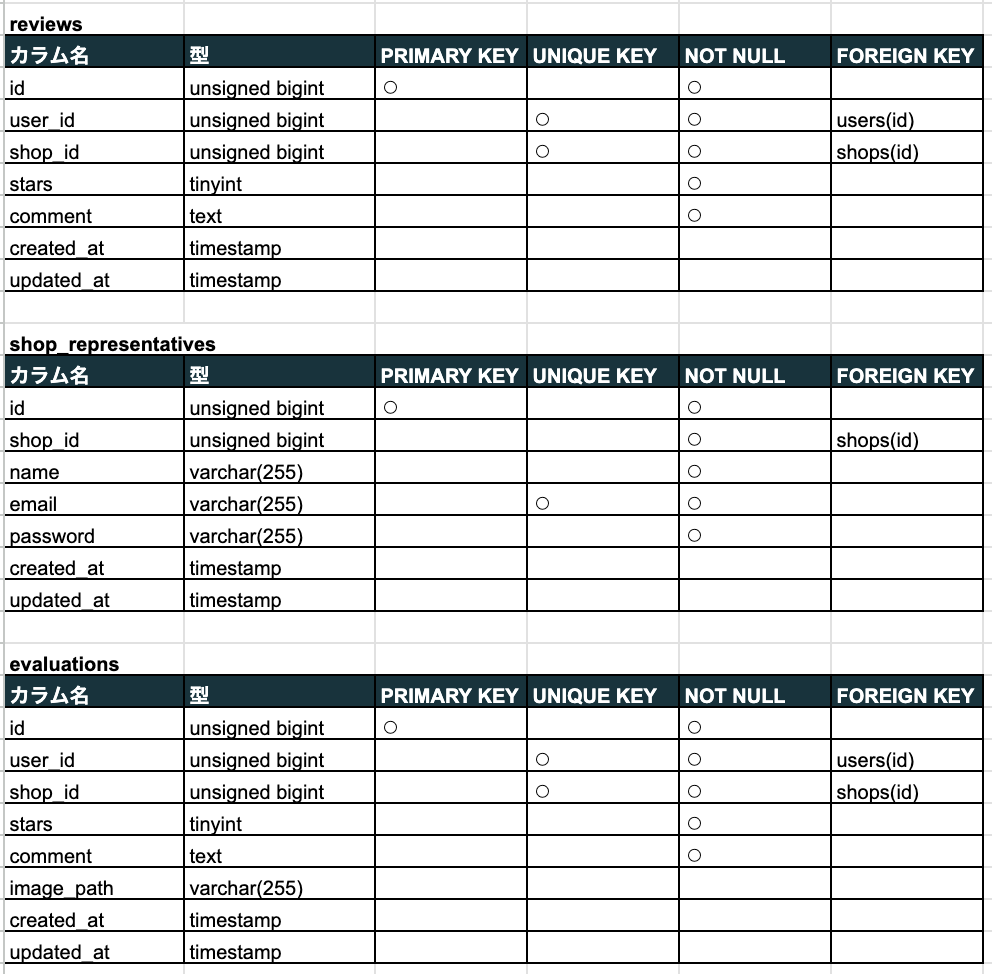 reviews
カラム名 型 PRIMARY KEY UNIQUE KEY NOT NULL FOREIGN KEY
id unsigned bigint ○ ○
user_id unsigned bigint ○ ○ users(id)
shop_id unsigned bigint ○ ○ shops(id)
stars tinyint ○
comment text ○
created_at timestamp
updated_at timestamp
shop_representatives
カラム名 型 PRIMARY KEY UNIQUE KEY NOT NULL FOREIGN KEY
id unsigned bigint ○ ○
shop_id unsigned bigint ○ shops(id)
name varchar(255) ○
email varchar(255) ○ ○
password varchar(255) ○
created_at timestamp
updated_at timestamp
evaluations
カラム名 型 PRIMARY KEY UNIQUE KEY NOT NULL FOREIGN KEY
id unsigned bigint ○ ○
user_id unsigned bigint ○ ○ users(id)
shop_id unsigned bigint ○ ○ shops(id)
stars tinyint ○
comment text ○
image_path varchar(255)
created_at timestamp
updated_at timestamp